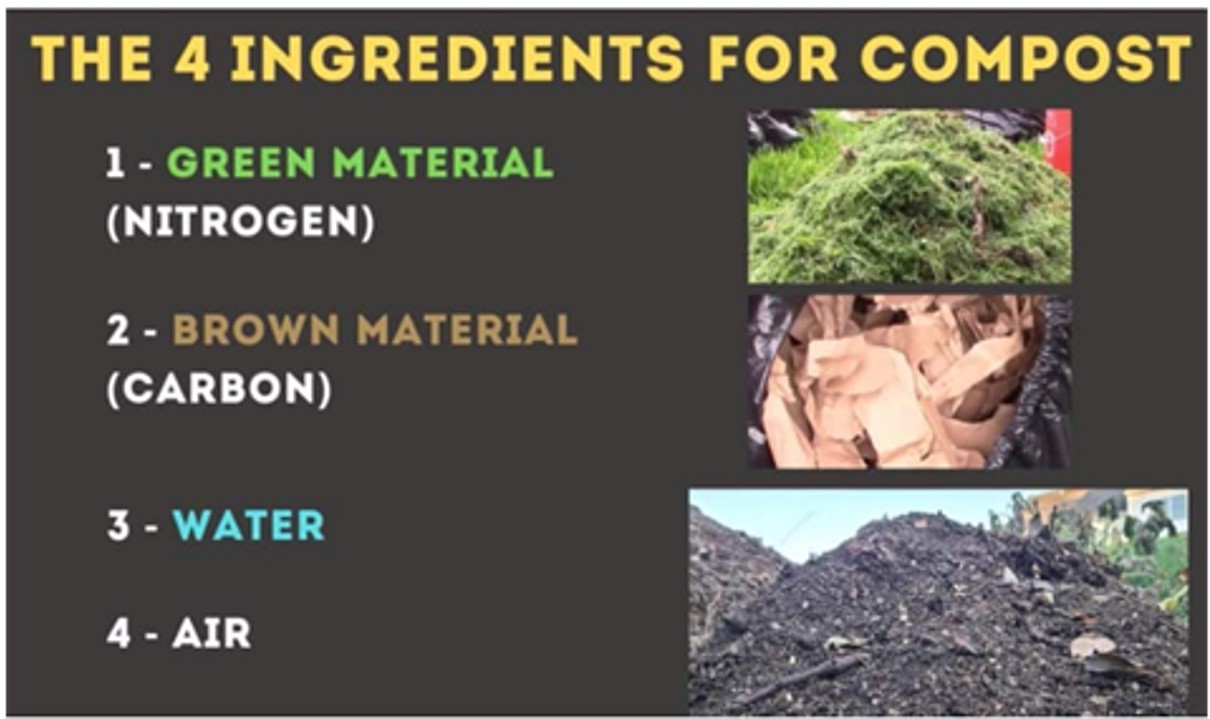 THE 4 INGREDIENTS FOR COMPOST
1 - GREEN MATERIAL
(NITROGEN)
2 - BROWN MATERIAL
(CARBON)
3 - WATER
4 - AIR